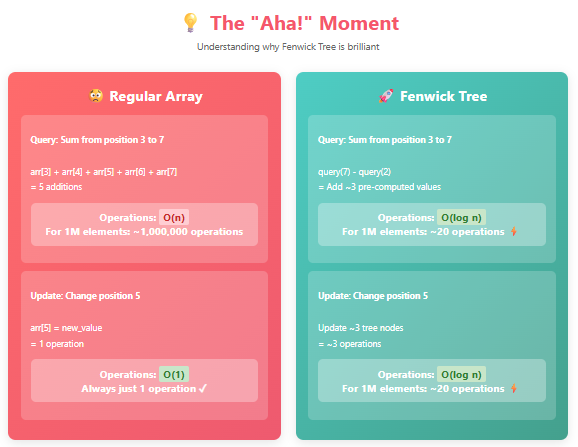 💡 The "Aha!" Moment
Understanding why Fenwick Tree is brilliant
😰 Regular Array
Query: Sum from position 3 to 7
arr[3] + arr[4] + arr[5] + arr[6] + arr[7]
= 5 additions
Operations: O(n)
For 1M elements: ~1,000,000 operations
Update: Change position 5
arr[5] = new_value
= 1 operation
Operations: O(1)
Always just 1 operation ✓
🚀 Fenwick Tree
Query: Sum from position 3 to 7
query(7) - query(2)
= Add ~3 pre-computed values
Operations: O(log n)
For 1M elements: ~20 operations ⚡
Update: Change position 5
Update ~3 tree nodes
= ~3 operations
Operations: O(log n)
For 1M elements: ~20 operations ⚡